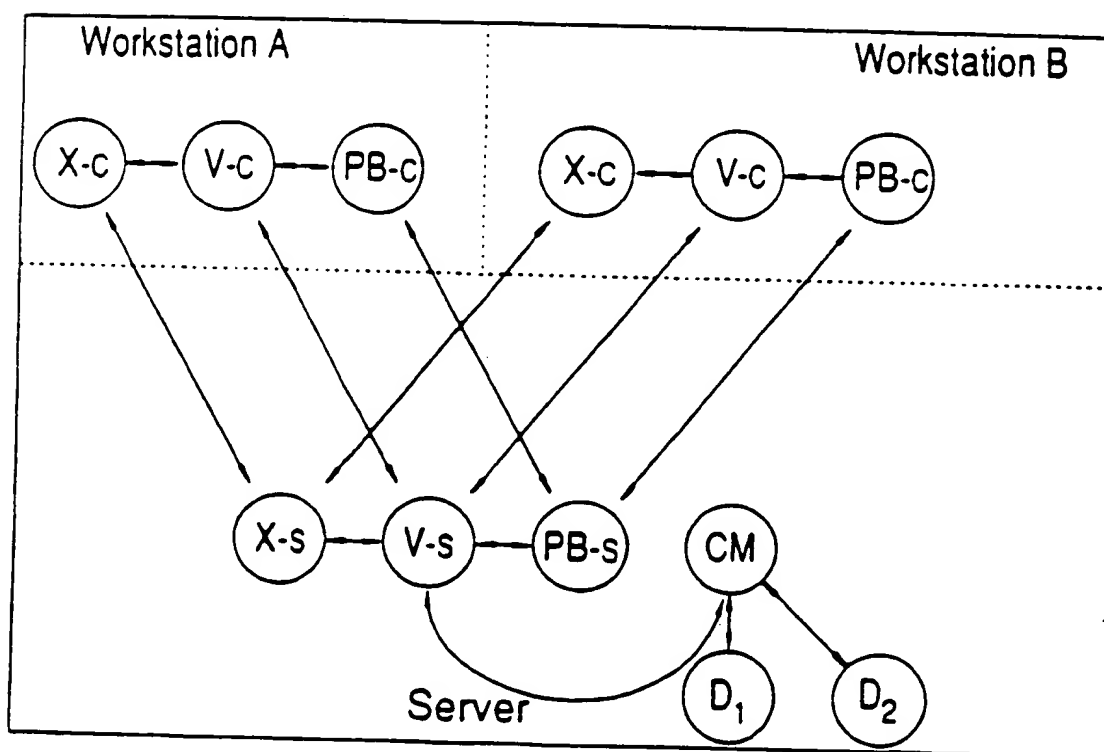 Workstation A
Workstation B
X-c
V-c
PB-c
X-c
V-c
PB-c
X-s
V-s
PB-s
CM
Server
D1
D2